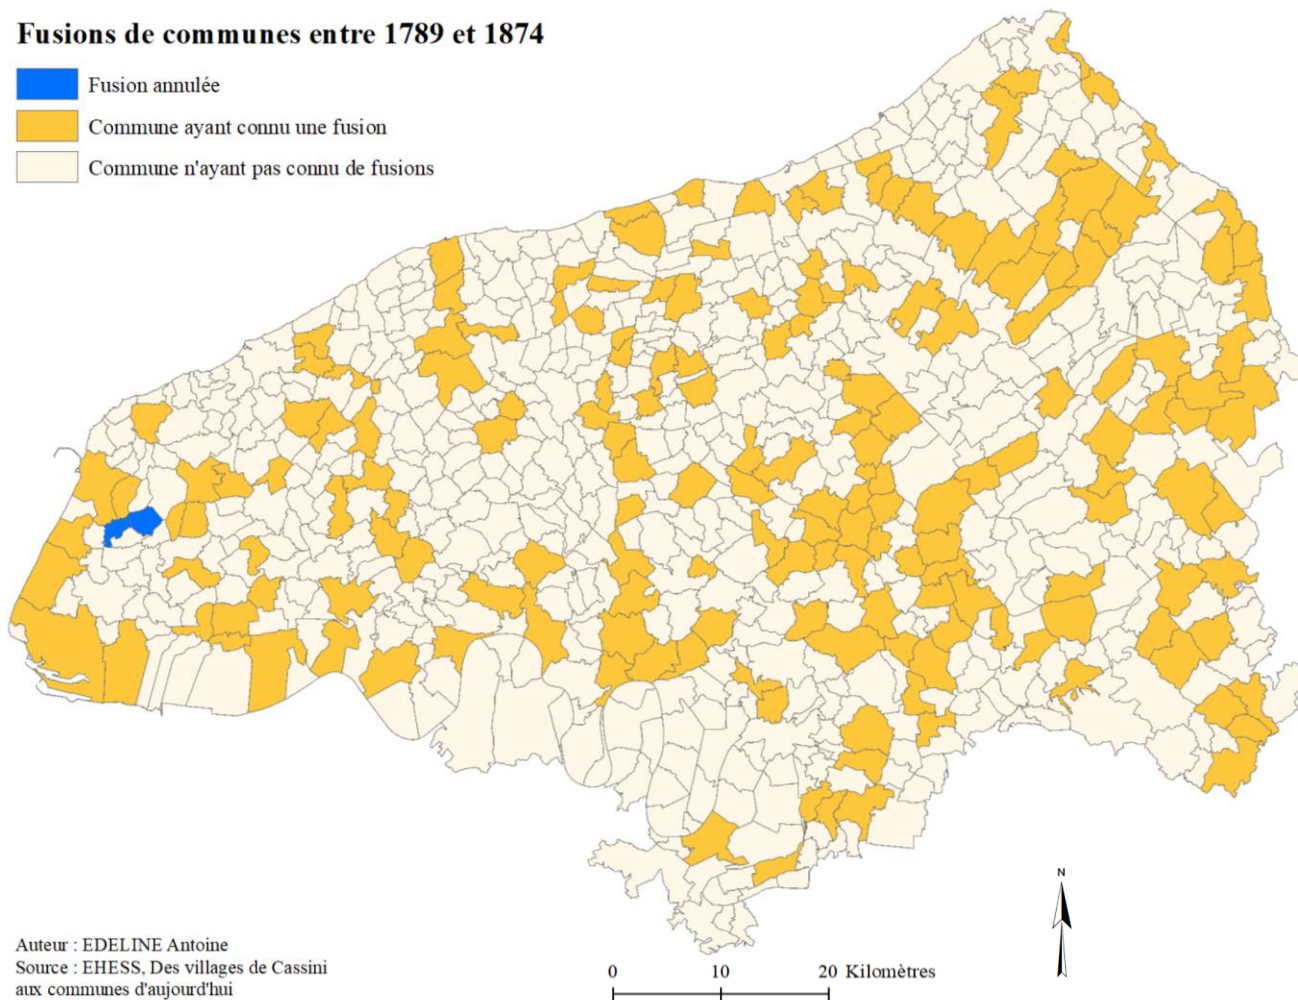 Fusions de communes entre 1789 et 1874
Fusion annulée
Commune ayant connu une fusion
Commune n'ayant pas connu de fusions
N
Auteur : EDELINE Antoine
Source : EHESS, Des villages de Cassini
aux communes d'aujourd'hui
0 10 20 Kilomètres